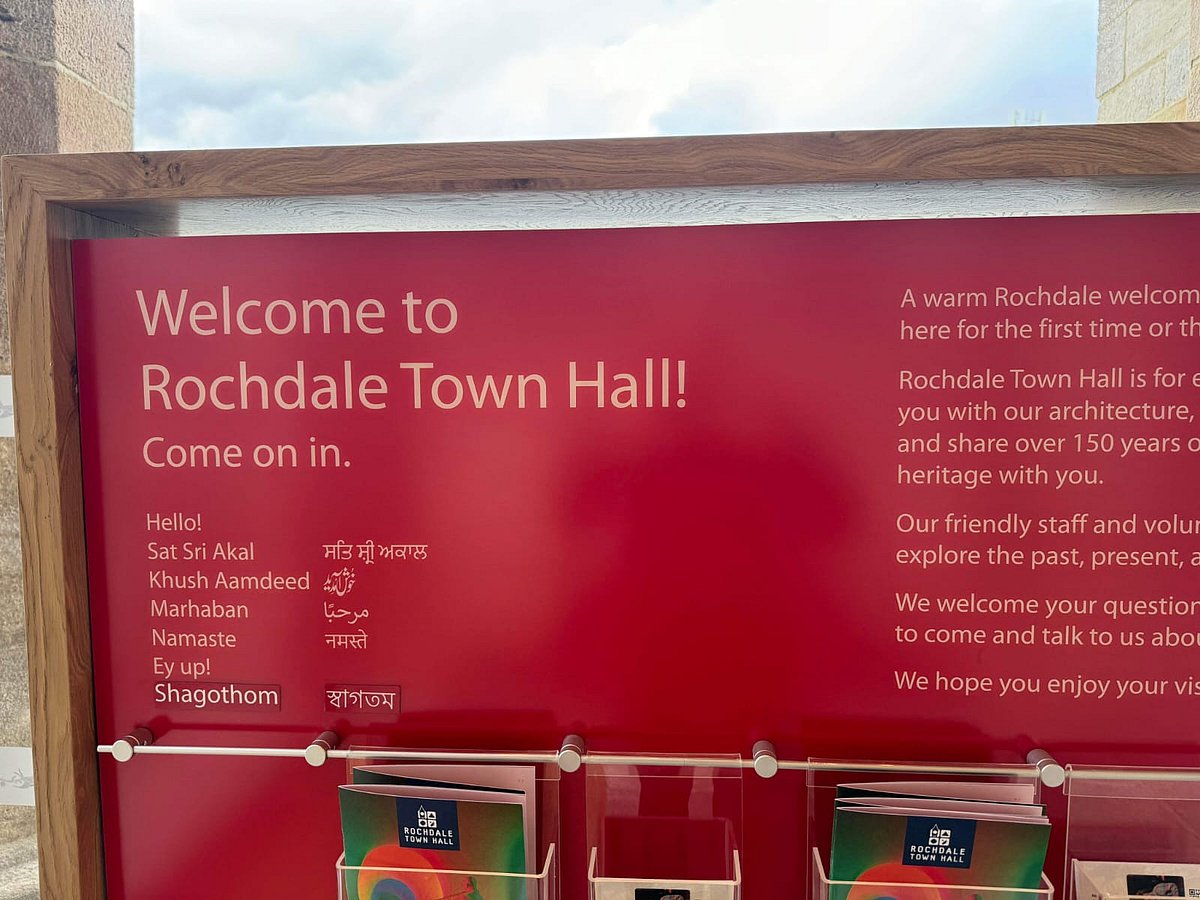 Welcome to
Rochdale Town Hall!
Come on in.
Hello!
Sat Sri Akal ਸਤਿ ਸ਼੍ਰੀ ਅਕਾਲ
Khush Aamdeed خُوش آمدید
Marhaban مرحبًا
Namaste नमस्ते
Ey up!
Shagothom স্বাগতম
A warm Rochdale welcom
here for the first time or th
Rochdale Town Hall is for e
you with our architecture,
and share over 150 years o
heritage with you.
Our friendly staff and volun
explore the past, present, a
We welcome your question
to come and talk to us abou
We hope you enjoy your vis
ROCHDALE
TOWN HALL
ROCHDALE
TOWN HALL